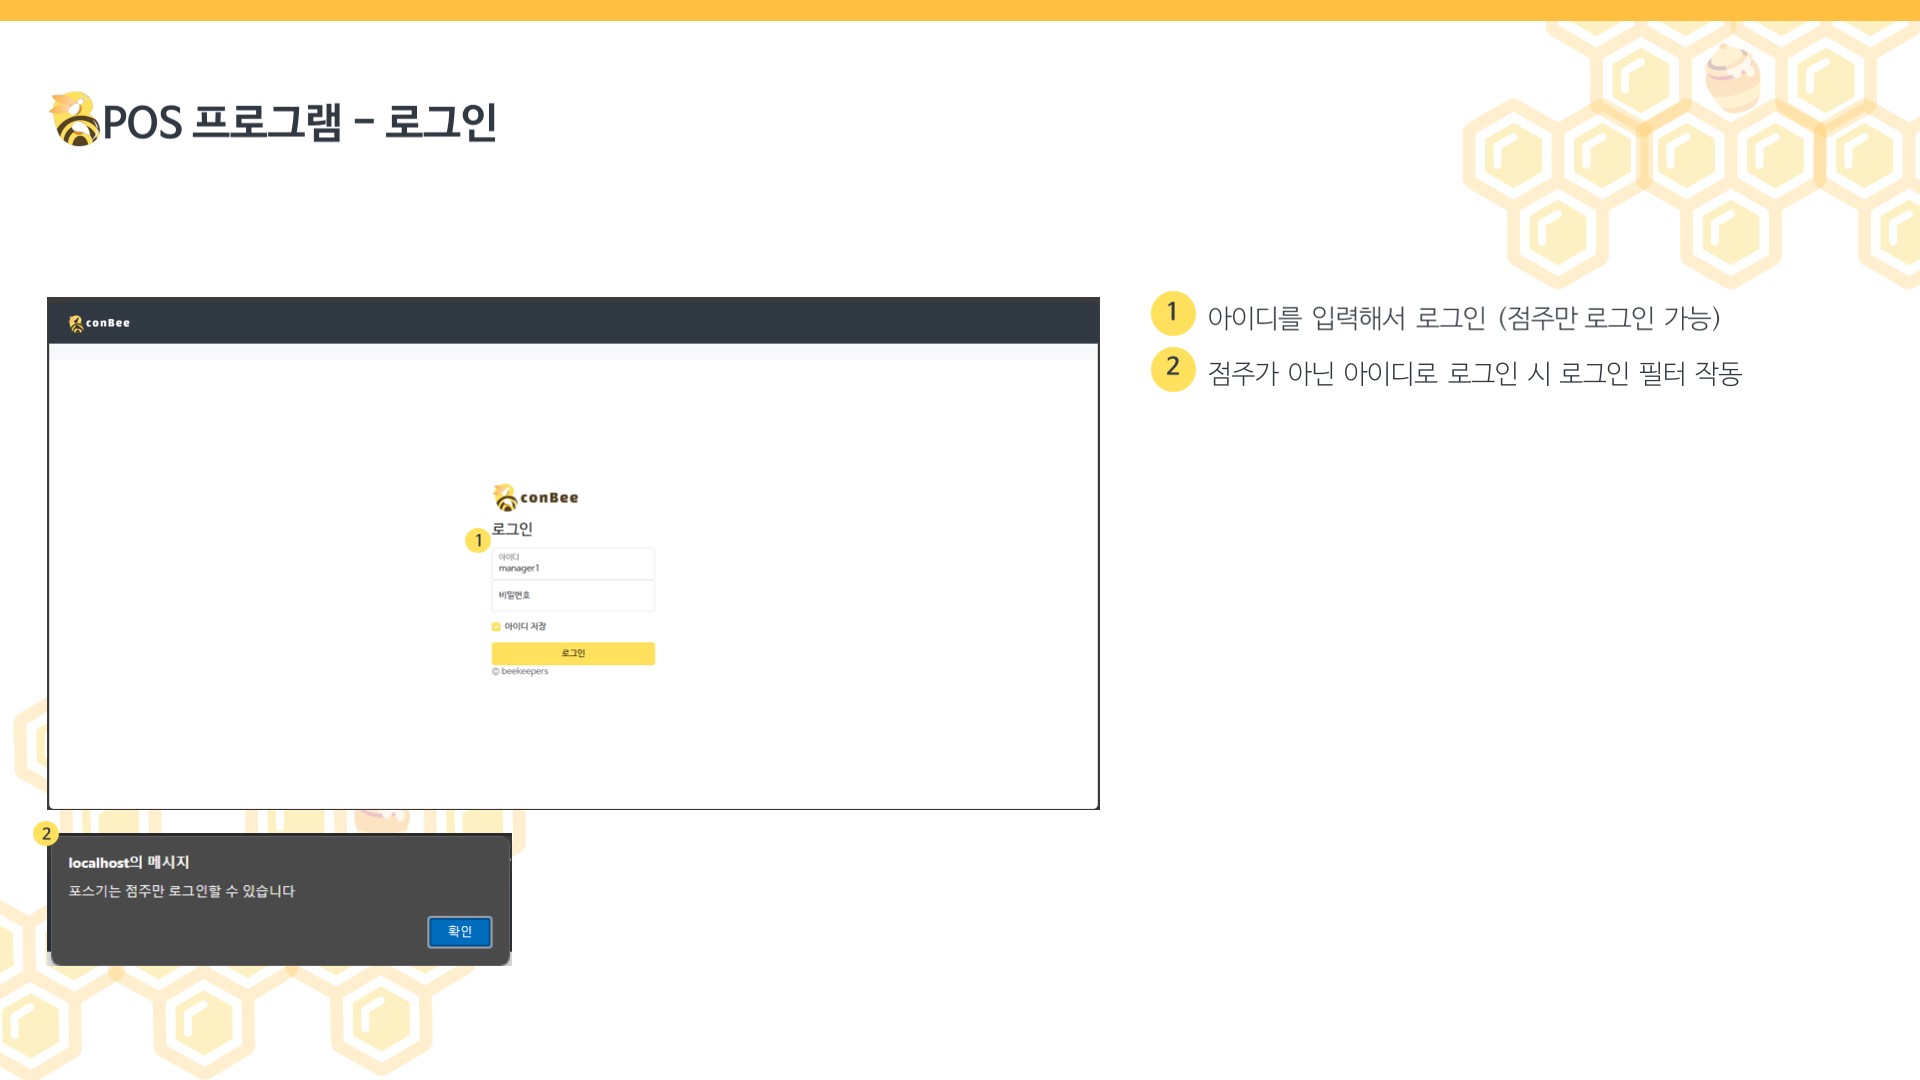 POS 프로그램 - 로그인
conBee
1 아이디를 입력해서 로그인 (점주만 로그인 가능)
2 점주가 아닌 아이디로 로그인 시 로그인 필터 작동
conBee
로그인
1
아이디
manager1
비밀번호
아이디 저장
로그인
© beekeepers
2
localhost의 메시지
포스기는 점주만 로그인할 수 있습니다
확인